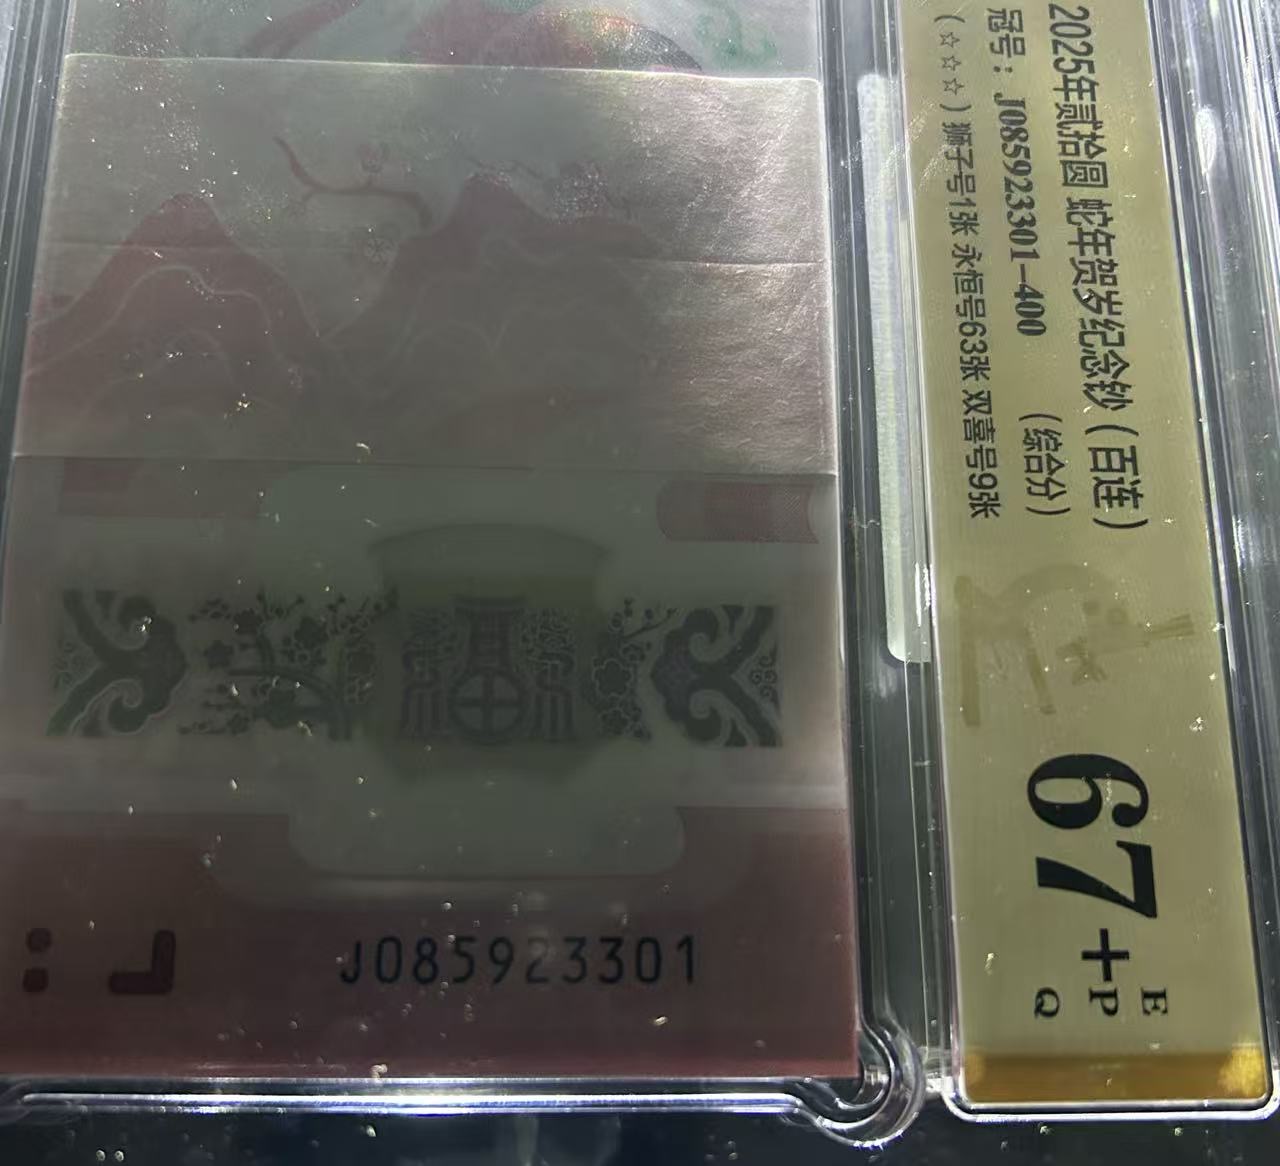 2025年贰拾圆 蛇年贺岁纪念钞（百连）
冠号：J085923301-400 （综合分）
（☆☆☆）狮子号1张 永恒号63张 双喜号9张
67+
E
P
Q
J085923301